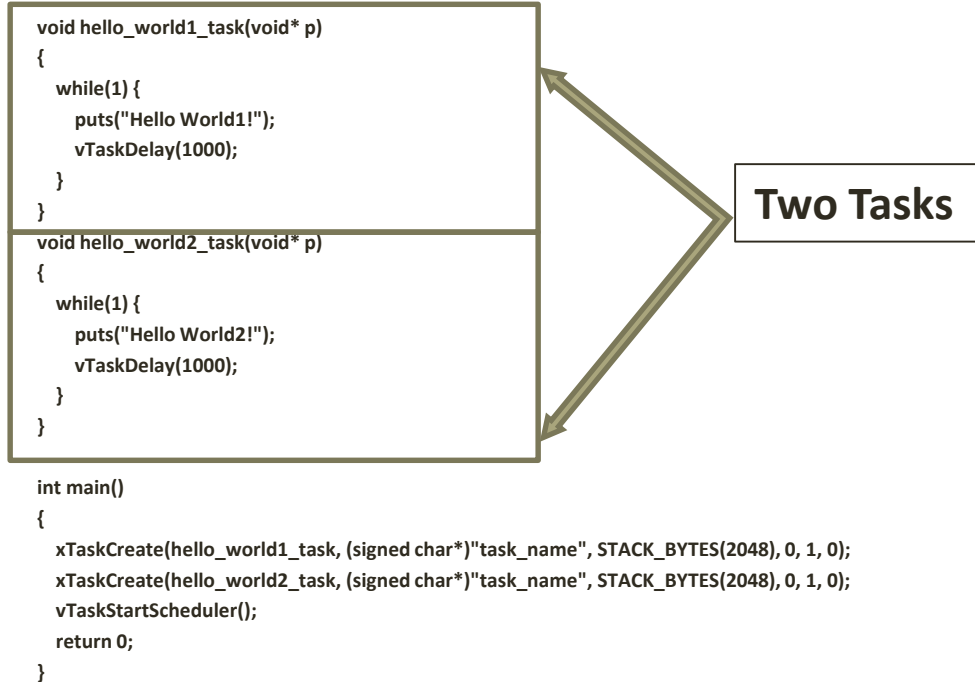 void hello_world1_task(void* p)
{
while(1) {
puts("Hello World1!");
vTaskDelay(1000);
}
}
void hello_world2_task(void* p)
{
while(1) {
puts("Hello World2!");
vTaskDelay(1000);
}
}
Two Tasks
int main()
{
xTaskCreate(hello_world1_task, (signed char*)"task_name", STACK_BYTES(2048), 0, 1, 0);
xTaskCreate(hello_world2_task, (signed char*)"task_name", STACK_BYTES(2048), 0, 1, 0);
vTaskStartScheduler();
return 0;
}